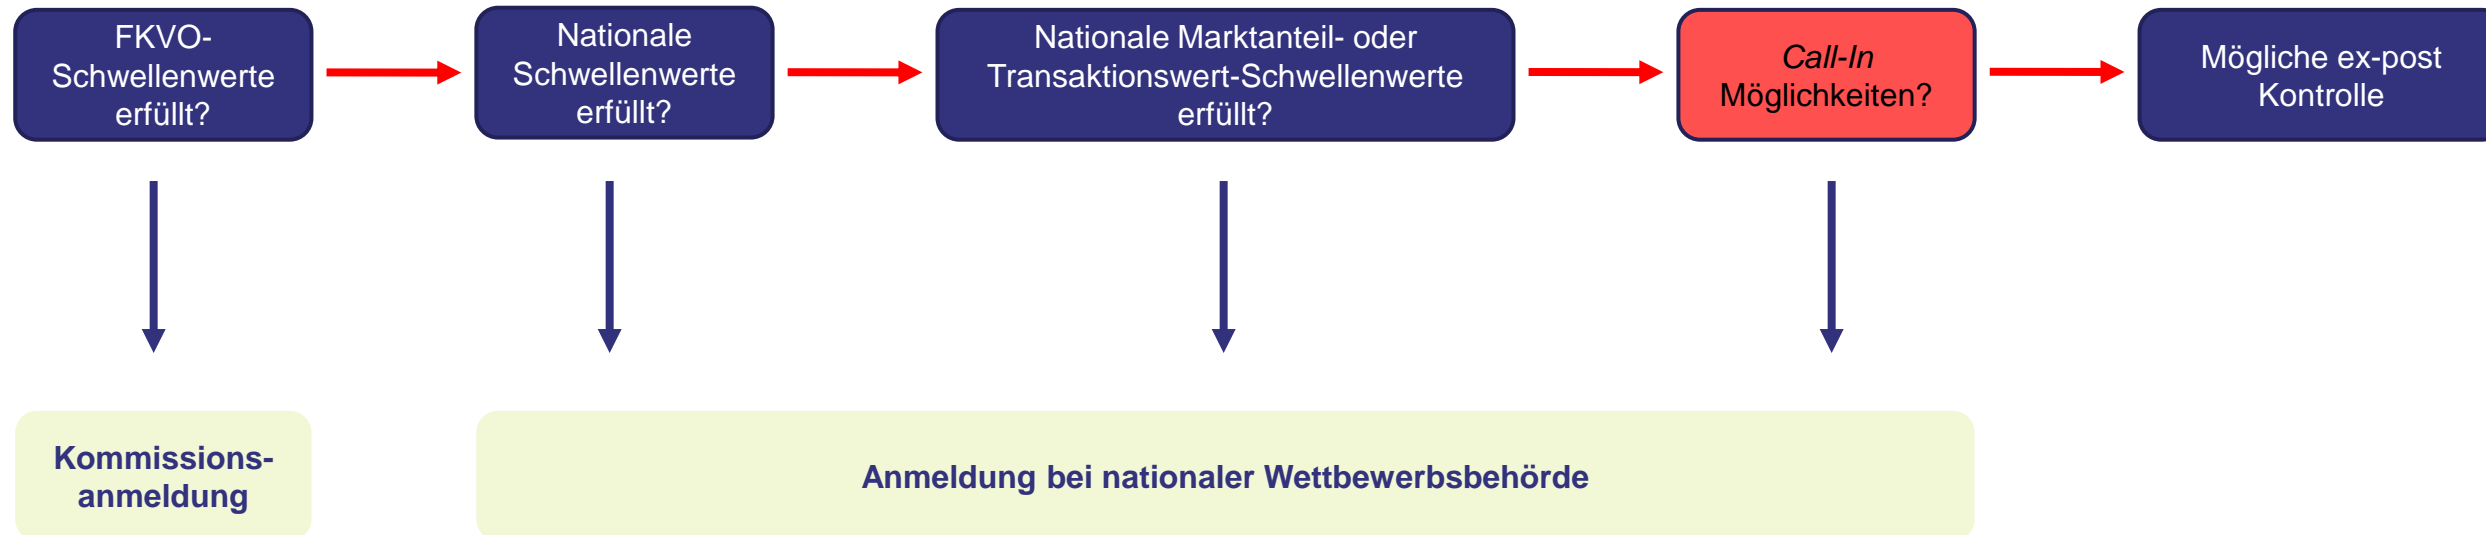 FKVO-
Schwellenwerte
erfüllt?
Nationale
Schwellenwerte
erfüllt?
Nationale Marktanteil- oder
Transaktionswert-Schwellenwerte
erfüllt?
Call-In
Möglichkeiten?
Mögliche ex-post
Kontrolle
Kommissions-
anmeldung
Anmeldung bei nationaler Wettbewerbsbehörde